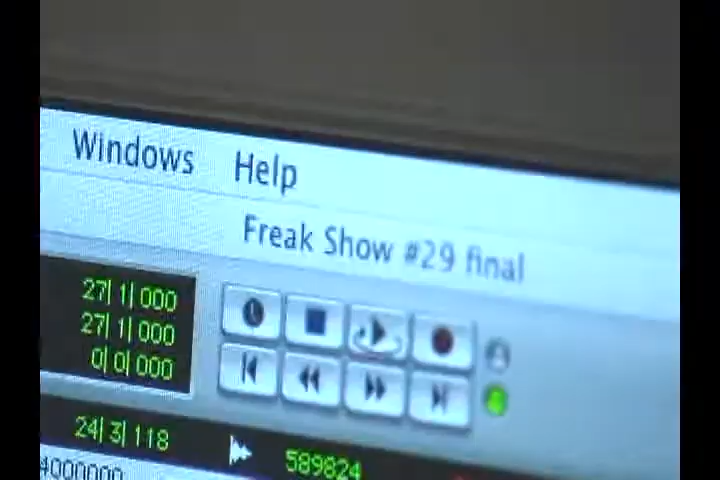 Windows Help
Freak Show #29 final
27| 1| 000
27| 1| 000
0| 0| 000
24| 3| 118
589824
4000000